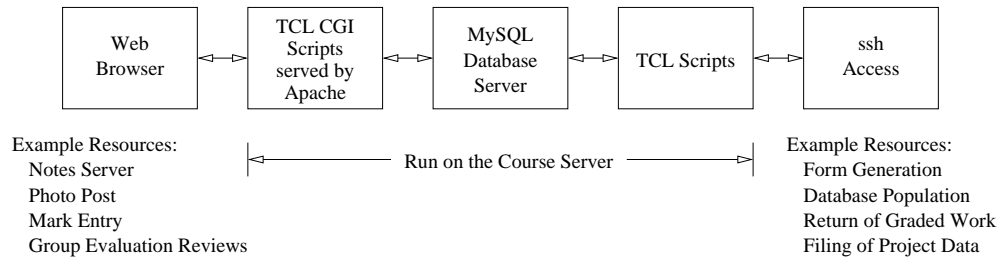 Web
Browser
TCL CGI
Scripts
served by
Apache
MySQL
Database
Server
TCL Scripts
ssh
Access
Example Resources:
Notes Server
Photo Post
Mark Entry
Group Evaluation Reviews
Run on the Course Server
Example Resources:
Form Generation
Database Population
Return of Graded Work
Filing of Project Data